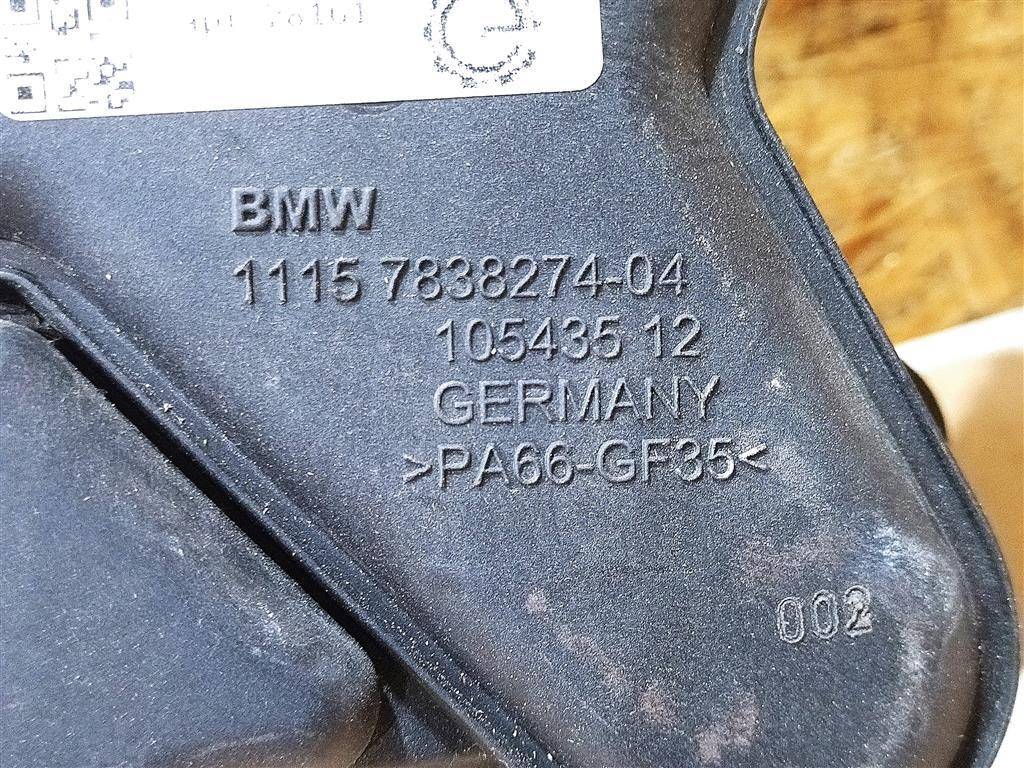 BMW
1115 7838274-04
105435 12
GERMANY
>PA66-GF35<
002